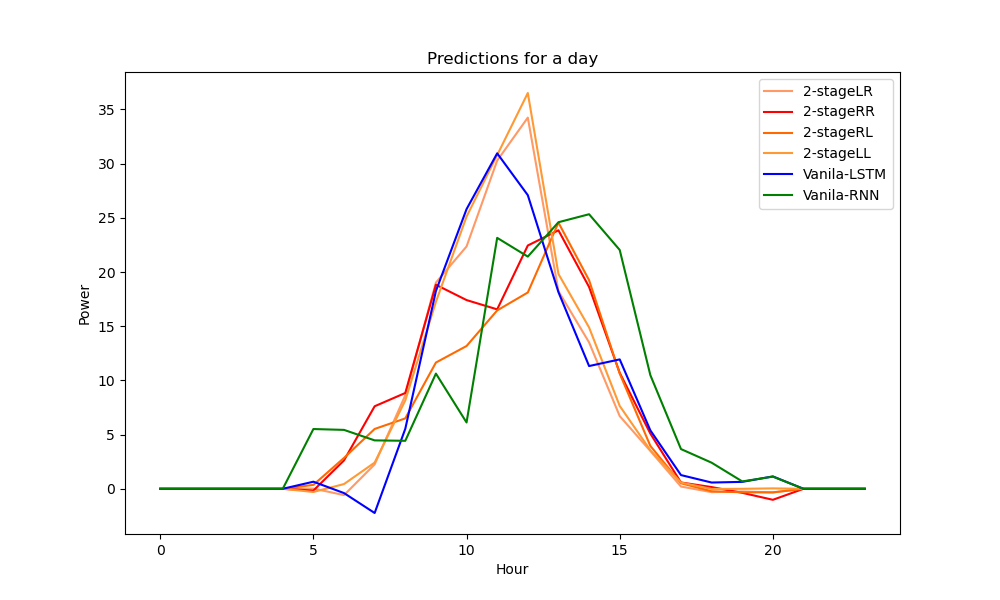 Predictions for a day
2-stageLR
2-stageRR
2-stageRL
2-stageLL
Vanila-LSTM
Vanila-RNN
Power
35
30
25
20
15
10
5
0
0 5 10 15 20
Hour